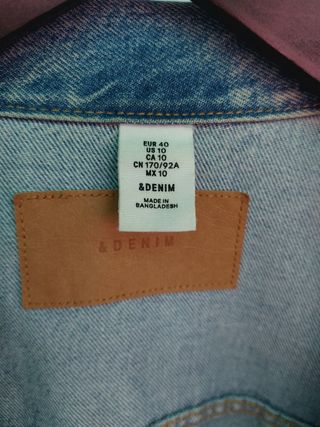 EUR 40
US 10
CA 10
CN 170/92A
MX 10
&DENIM
MADE IN
BANGLADESH
&DENIM